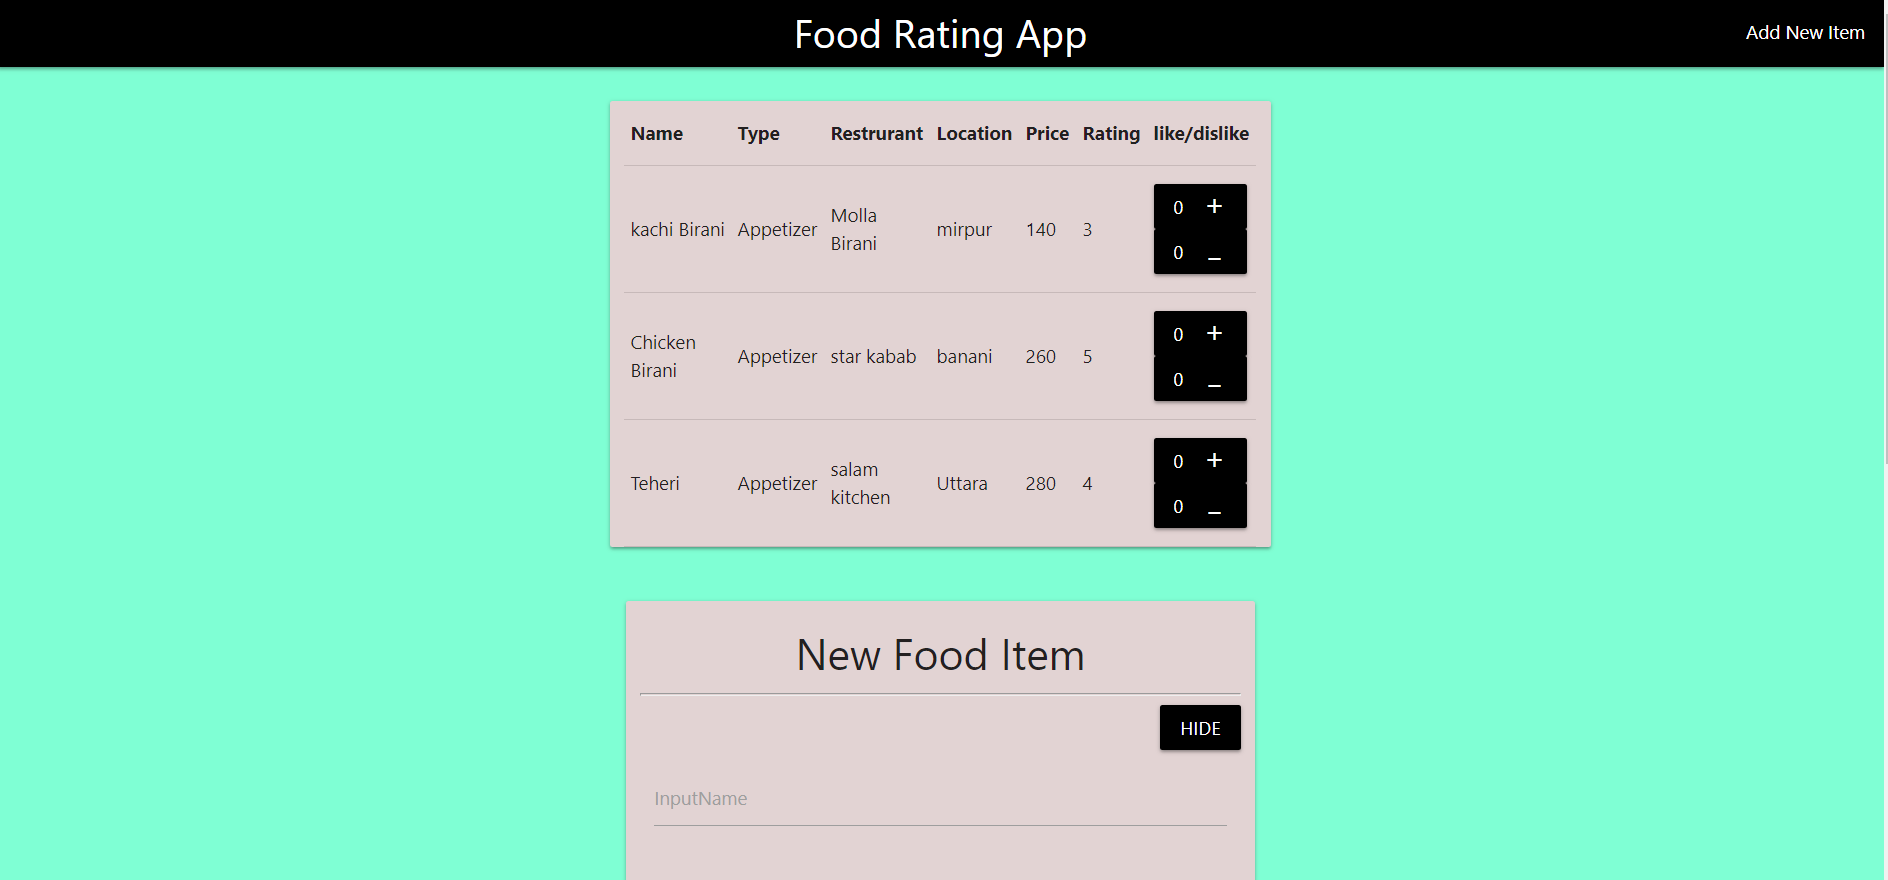 Food Rating App
Add New Item
Name Type Restrurant Location Price Rating like/dislike
kachi Birani Appetizer Molla Birani mirpur 140 3
0 +
0 –
Chicken Birani Appetizer star kabab banani 260 5
0 +
0 –
Teheri Appetizer salam kitchen Uttara 280 4
0 +
0 –
New Food Item
HIDE
InputName